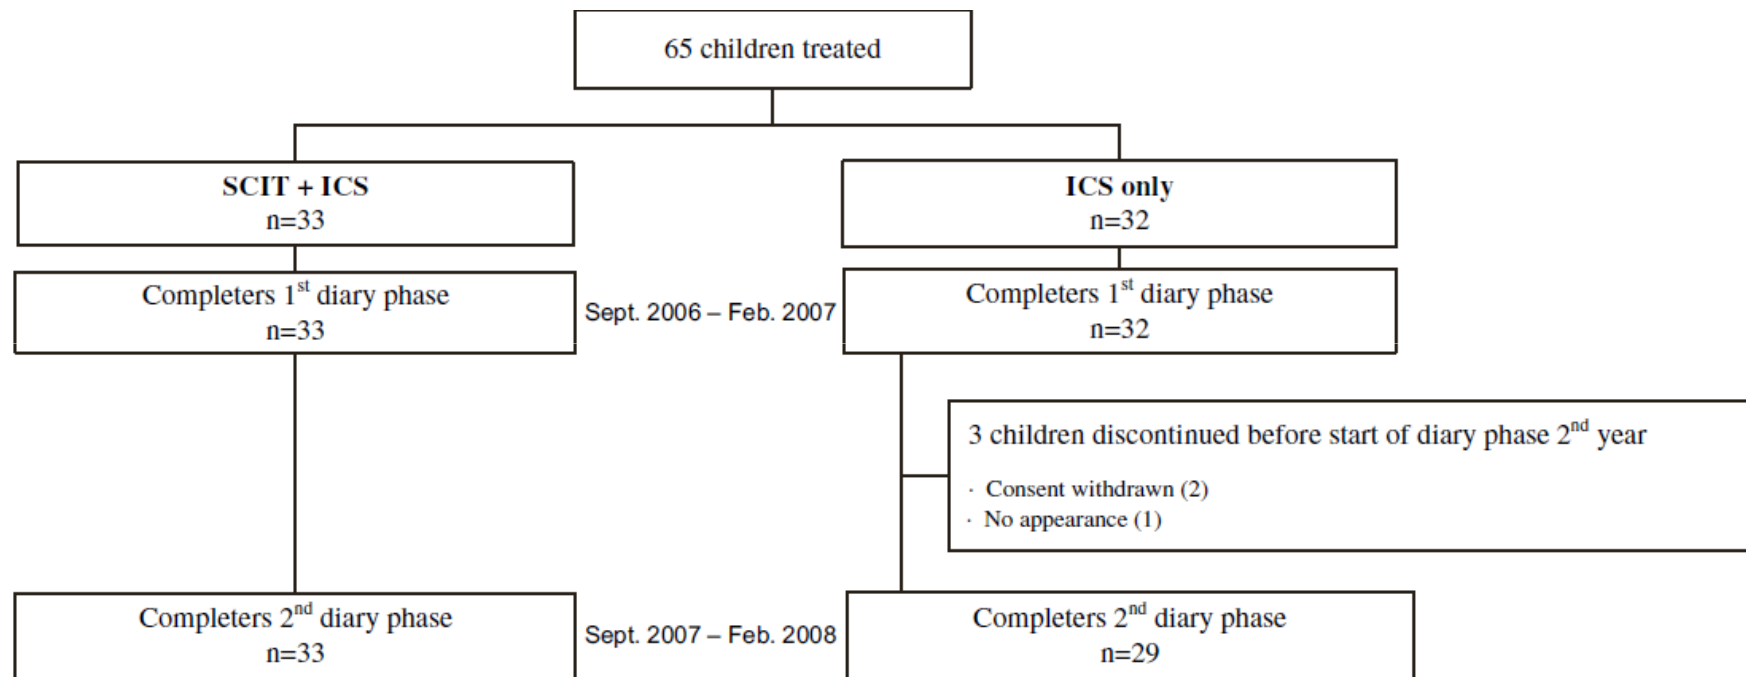 65 children treated
SCIT + ICS
n=33
ICS only
n=32
Completers 1st diary phase
n=33
Sept. 2006 – Feb. 2007
Completers 1st diary phase
n=32
3 children discontinued before start of diary phase 2nd year
· Consent withdrawn (2)
· No appearance (1)
Completers 2nd diary phase
n=33
Sept. 2007 – Feb. 2008
Completers 2nd diary phase
n=29